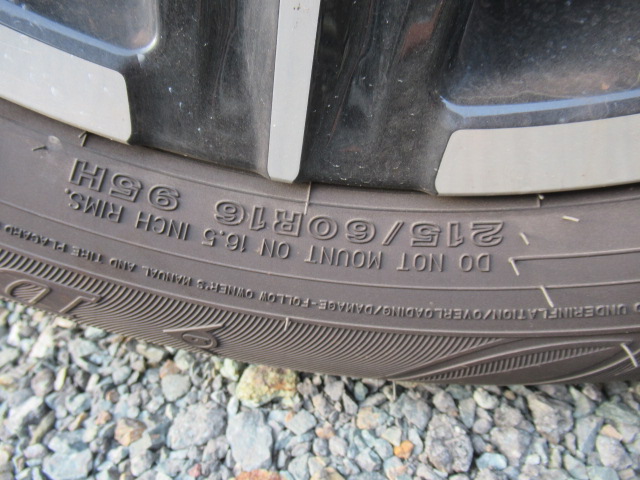 215/60R16 95H
DO NOT MOUNT ON 16.5 INCH RIMS.
UNDERINFLATION/OVERLOADING/DAMAGE-FOLLOW OWNER'S MANUAL AND TIRE PLACARD